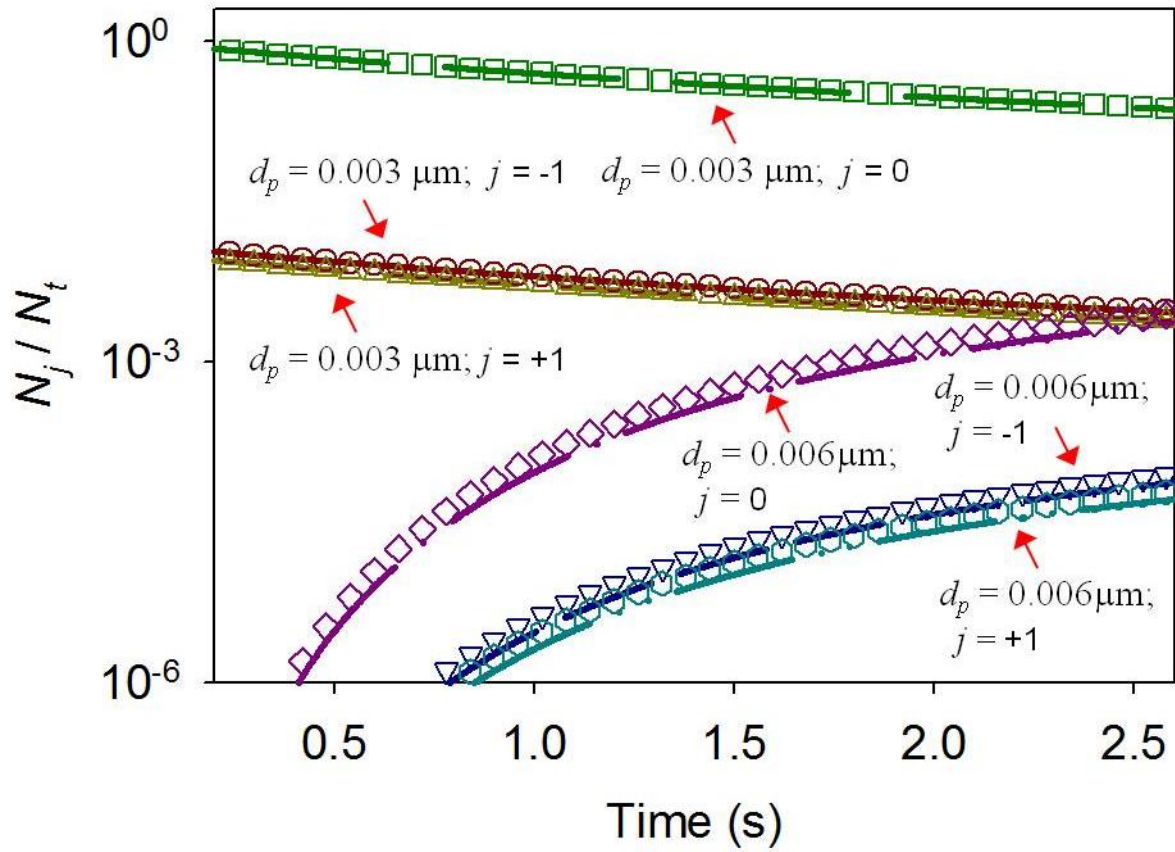 10^0
d_p = 0.003 μm; j = -1
d_p = 0.003 μm; j = 0
N_j / N_t
10^-3
d_p = 0.003 μm; j = +1
d_p = 0.006μm;
j = -1
d_p = 0.006μm;
j = 0
d_p = 0.006μm;
j = +1
10^-6
0.5 1.0 1.5 2.0 2.5
Time (s)